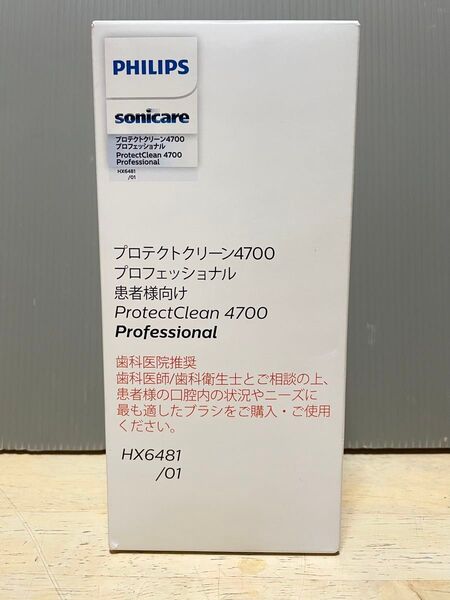 PHILIPS
sonicare
プロテクトクリーン4700
プロフェッショナル
ProtectClean 4700
Professional
HX6481
/01
プロテクトクリーン4700
プロフェッショナル
患者様向け
ProtectClean 4700
Professional
歯科医院推奨
歯科医師/歯科衛生士とご相談の上、
患者様の口腔内の状況やニーズに
最も適したブラシをご購入・ご使用
ください。
HX6481
/01